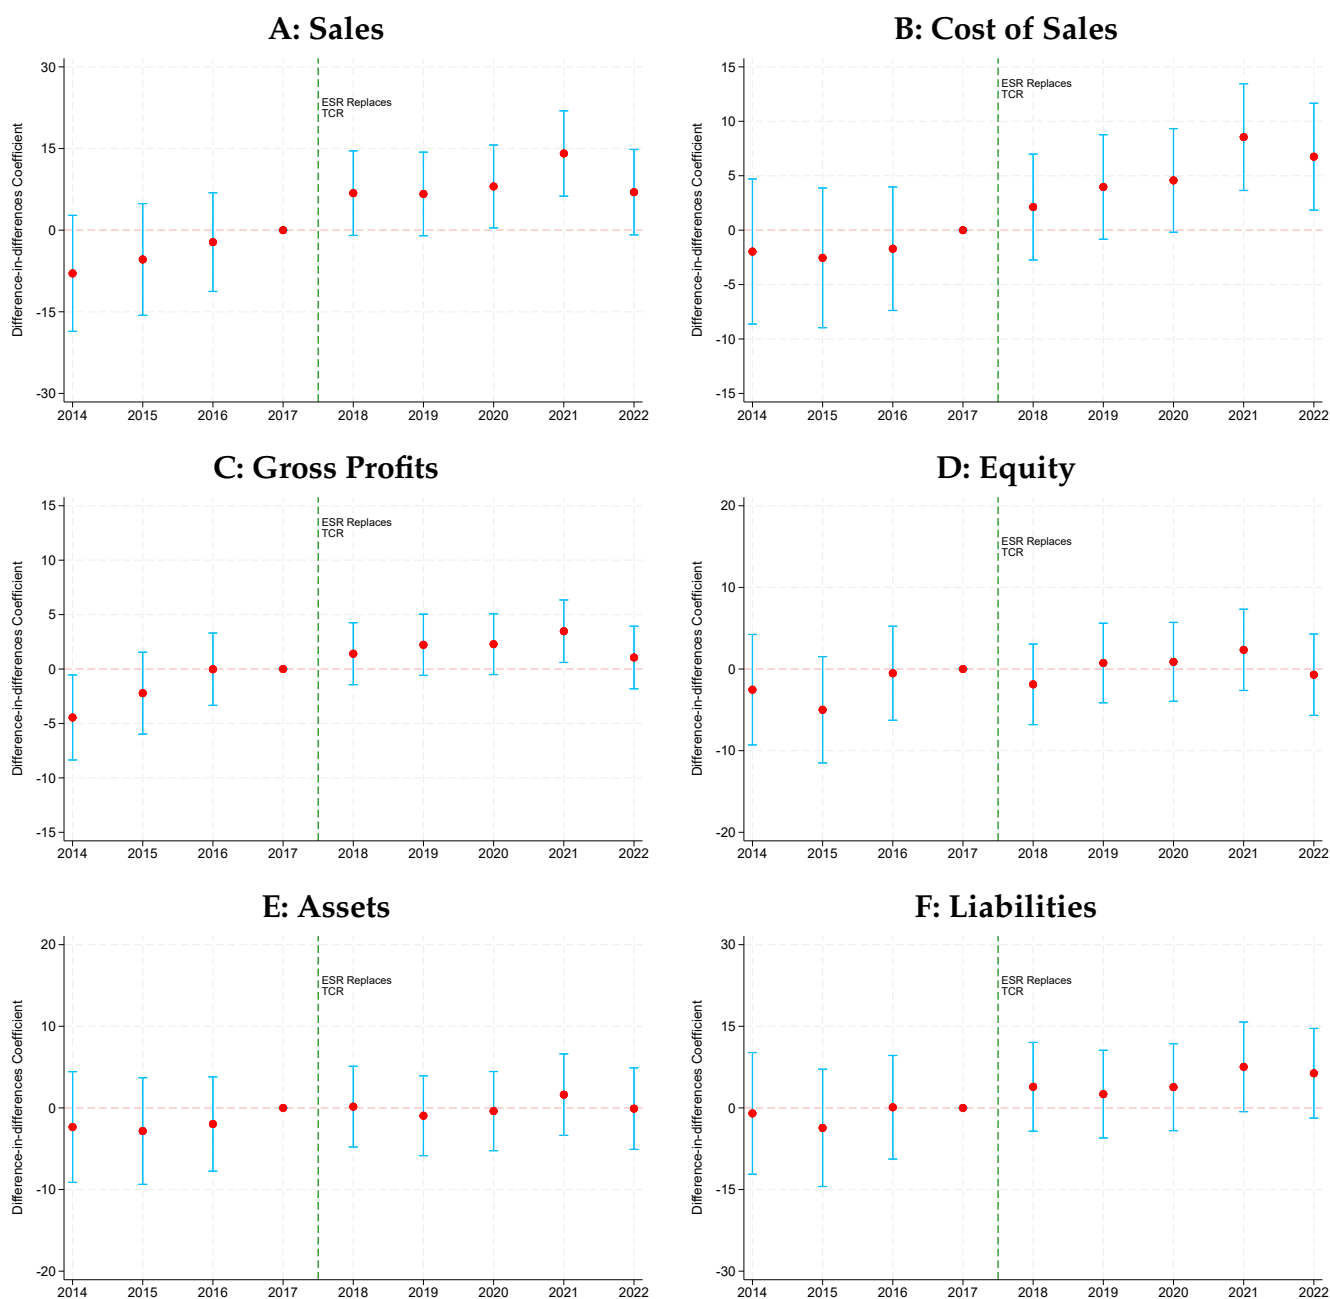 A: Sales
Difference-in-differences Coefficient
30
15
0
-15
-30
ESR Replaces
TCR
2014 2015 2016 2017 2018 2019 2020 2021 2022
B: Cost of Sales
Difference-in-differences Coefficient
15
10
5
0
-5
-10
-15
ESR Replaces
TCR
2014 2015 2016 2017 2018 2019 2020 2021 2022
C: Gross Profits
Difference-in-differences Coefficient
15
10
5
0
-5
-10
-15
ESR Replaces
TCR
2014 2015 2016 2017 2018 2019 2020 2021 2022
D: Equity
Difference-in-differences Coefficient
20
10
0
-10
-20
ESR Replaces
TCR
2014 2015 2016 2017 2018 2019 2020 2021 2022
E: Assets
Difference-in-differences Coefficient
20
10
0
-10
-20
ESR Replaces
TCR
2014 2015 2016 2017 2018 2019 2020 2021 2022
F: Liabilities
Difference-in-differences Coefficient
30
15
0
-15
-30
ESR Replaces
TCR
2014 2015 2016 2017 2018 2019 2020 2021 2022